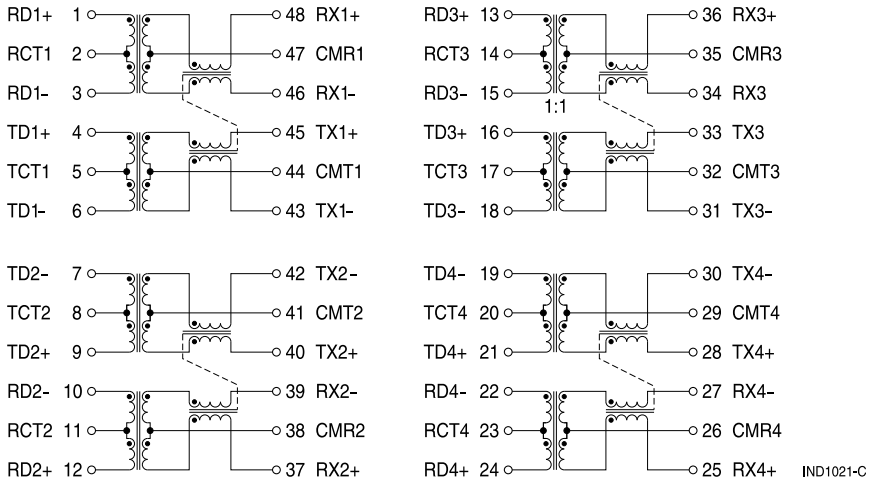 RD1+ 1 48 RX1+
RCT1 2 47 CMR1
RD1- 3 46 RX1-
TD1+ 4 45 TX1+
TCT1 5 44 CMT1
TD1- 6 43 TX1-
TD2- 7 42 TX2-
TCT2 8 41 CMT2
TD2+ 9 40 TX2+
RD2- 10 39 RX2-
RCT2 11 38 CMR2
RD2+ 12 37 RX2+
RD3+ 13 36 RX3+
RCT3 14 35 CMR3
RD3- 15 34 RX3
1:1
TD3+ 16 33 TX3
TCT3 17 32 CMT3
TD3- 18 31 TX3-
TD4- 19 30 TX4-
TCT4 20 29 CMT4
TD4+ 21 28 TX4+
RD4- 22 27 RX4-
RCT4 23 26 CMR4
RD4+ 24 25 RX4+
IND1021-C